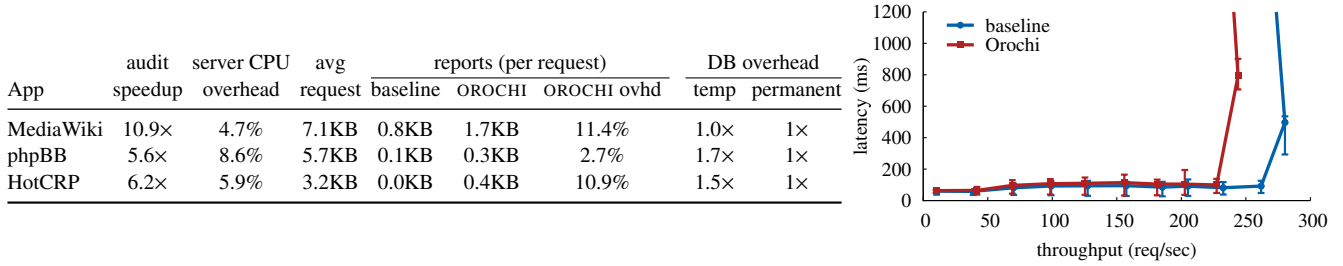 audit server CPU avg reports (per request) DB overhead
App speedup overhead request baseline OROCHI OROCHI ovhd temp permanent
MediaWiki 10.9× 4.7% 7.1KB 0.8KB 1.7KB 11.4% 1.0× 1×
phpBB 5.6× 8.6% 5.7KB 0.1KB 0.3KB 2.7% 1.7× 1×
HotCRP 6.2× 5.9% 3.2KB 0.0KB 0.4KB 10.9% 1.5× 1×
baseline
Orochi
latency (ms)
1200
1000
800
600
400
200
0
0 50 100 150 200 250 300
throughput (req/sec)